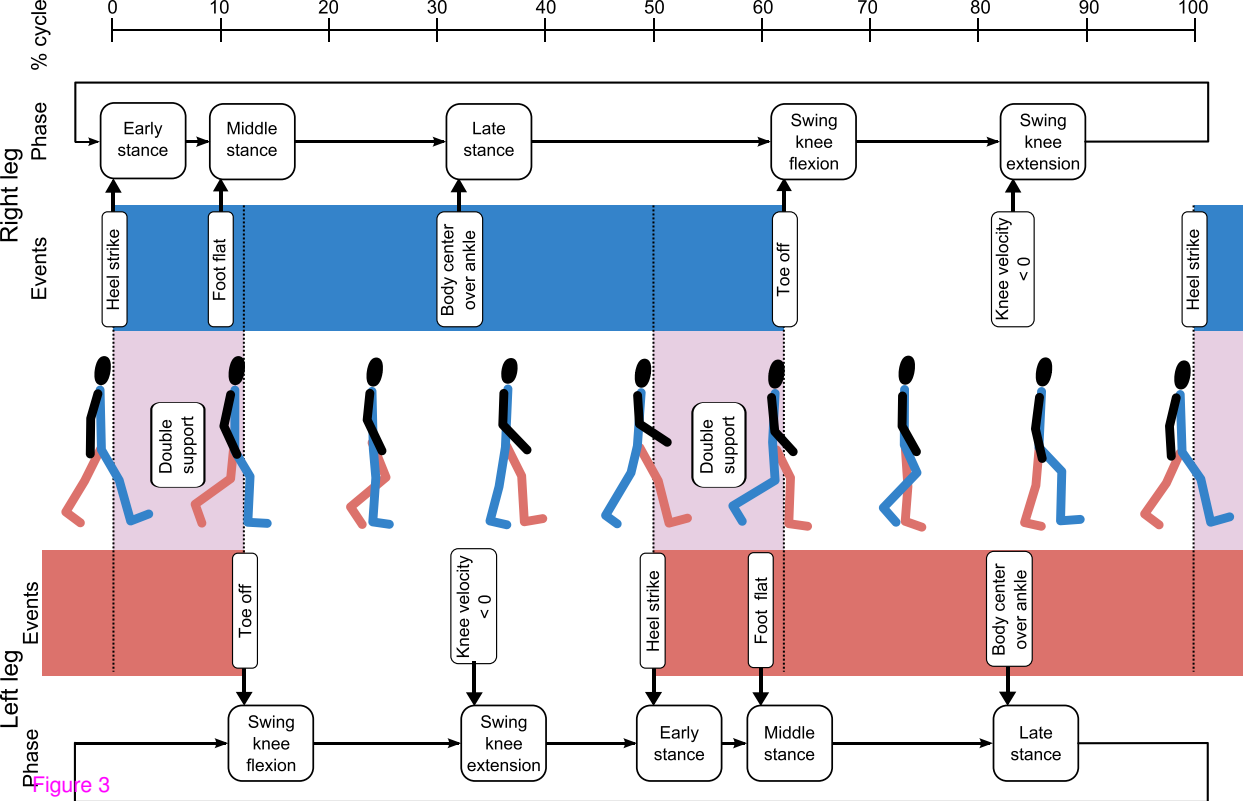 % cycle
0 10 20 30 40 50 60 70 80 90 100
Right leg
Phase
Early
stance
Middle
stance
Late
stance
Swing
knee
flexion
Swing
knee
extension
Events
Heel strike
Foot flat
Body center
over ankle
Toe off
Knee velocity
< 0
Heel strike
Double
support
Double
support
Left leg
Events
Toe off
Knee velocity
< 0
Heel strike
Foot flat
Body center
over ankle
Phase
Swing
knee
flexion
Swing
knee
extension
Early
stance
Middle
stance
Late
stance
Figure 3